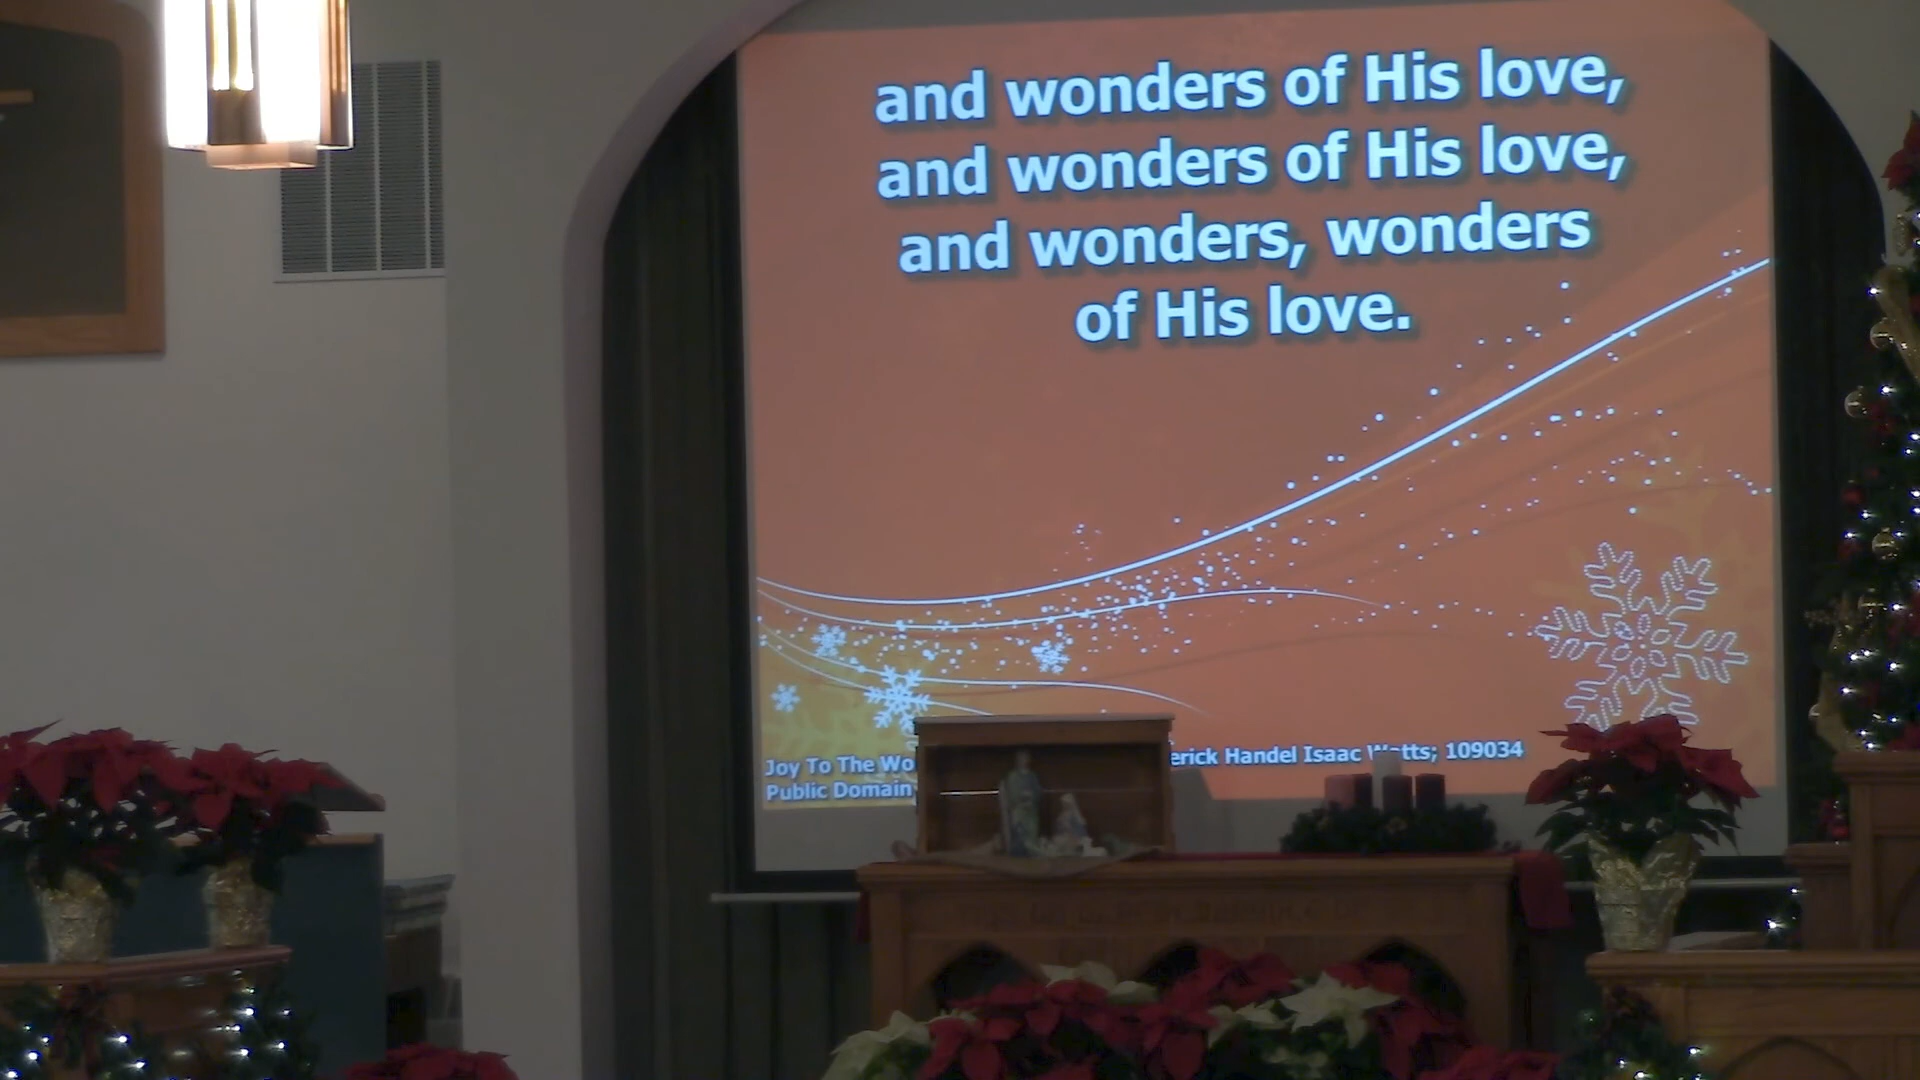 and wonders of His love,
and wonders of His love,
and wonders, wonders
of His love.
Joy To The Wo erick Handel Isaac Watts; 109034
Public Domain